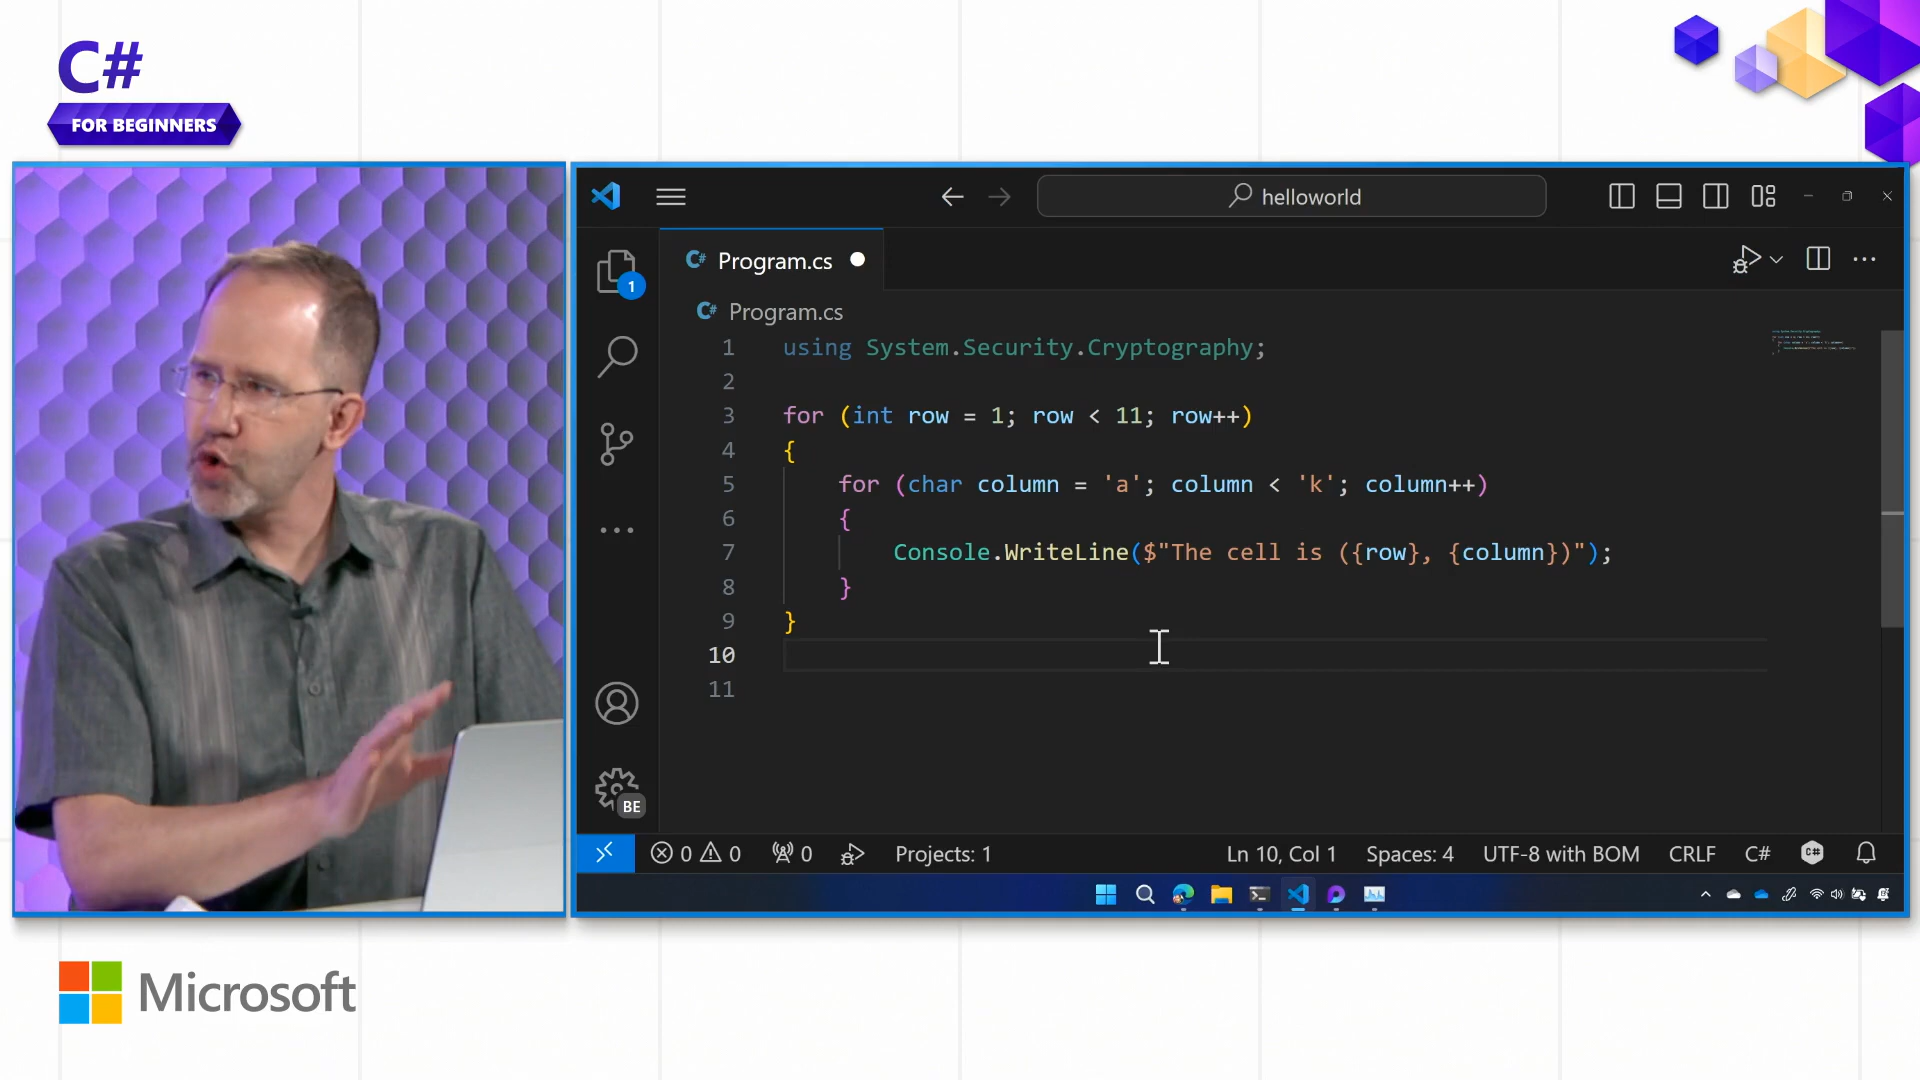 C#
FOR BEGINNERS
helloworld
C# Program.cs
1
C# Program.cs
1 using System.Security.Cryptography;
2
3 for (int row = 1; row < 11; row++)
4 {
5 for (char column = 'a'; column < 'k'; column++)
6 {
7 Console.WriteLine($"The cell is ({row}, {column})");
8 }
9 }
10
11
BE
0 0 0 Projects: 1 Ln 10, Col 1 Spaces: 4 UTF-8 with BOM CRLF C# C#
Microsoft